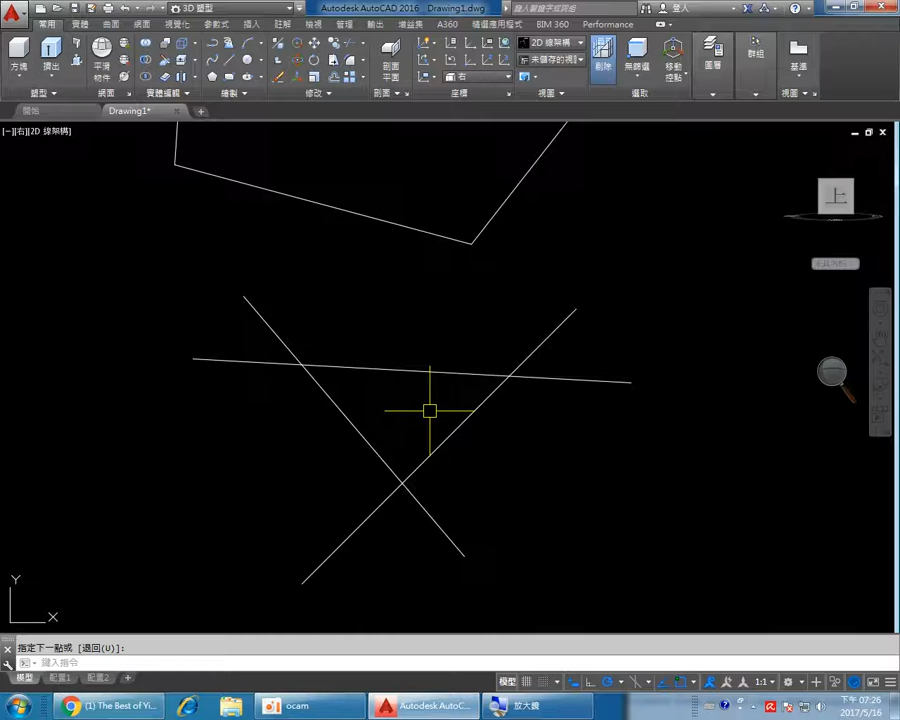 3D 塑型
Autodesk AutoCAD 2016 Drawing1.dwg
鍵入關鍵字或片語
登入
常用 實體 曲面 網面 視覺化 參數式 插入 註解 檢視 管理 輸出 增益集 A360 精選應用程式 BIM 360 Performance
方塊 擠出 平滑物件 剖面平面 右 2D 線架構 未儲存的視景 剔除 無篩選 移動控點 圖層 群組 基準
塑型 網面 實體編輯 繪製 修改 剖面 座標 視圖 選取 視圖
開始 Drawing1*
[−][右][2D 線架構]
上
Y
X
指定下一點或 [退回(U)]:
鍵入指令
模型 配置1 配置2
模型 1:1
(1) The Best of Yi... ocam Autodesk AutoC... 放大鏡
下午 07:26
2017/5/16